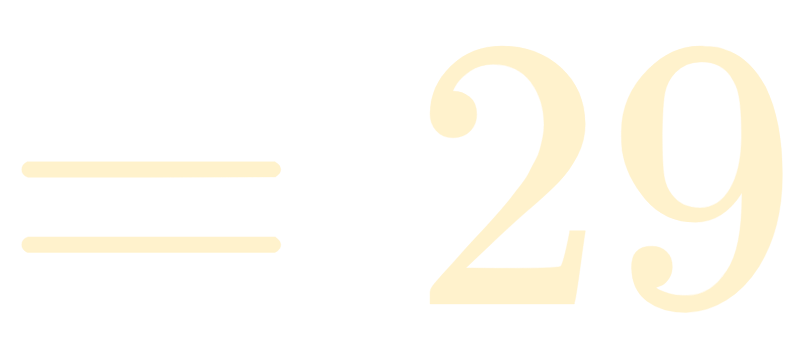 = 29